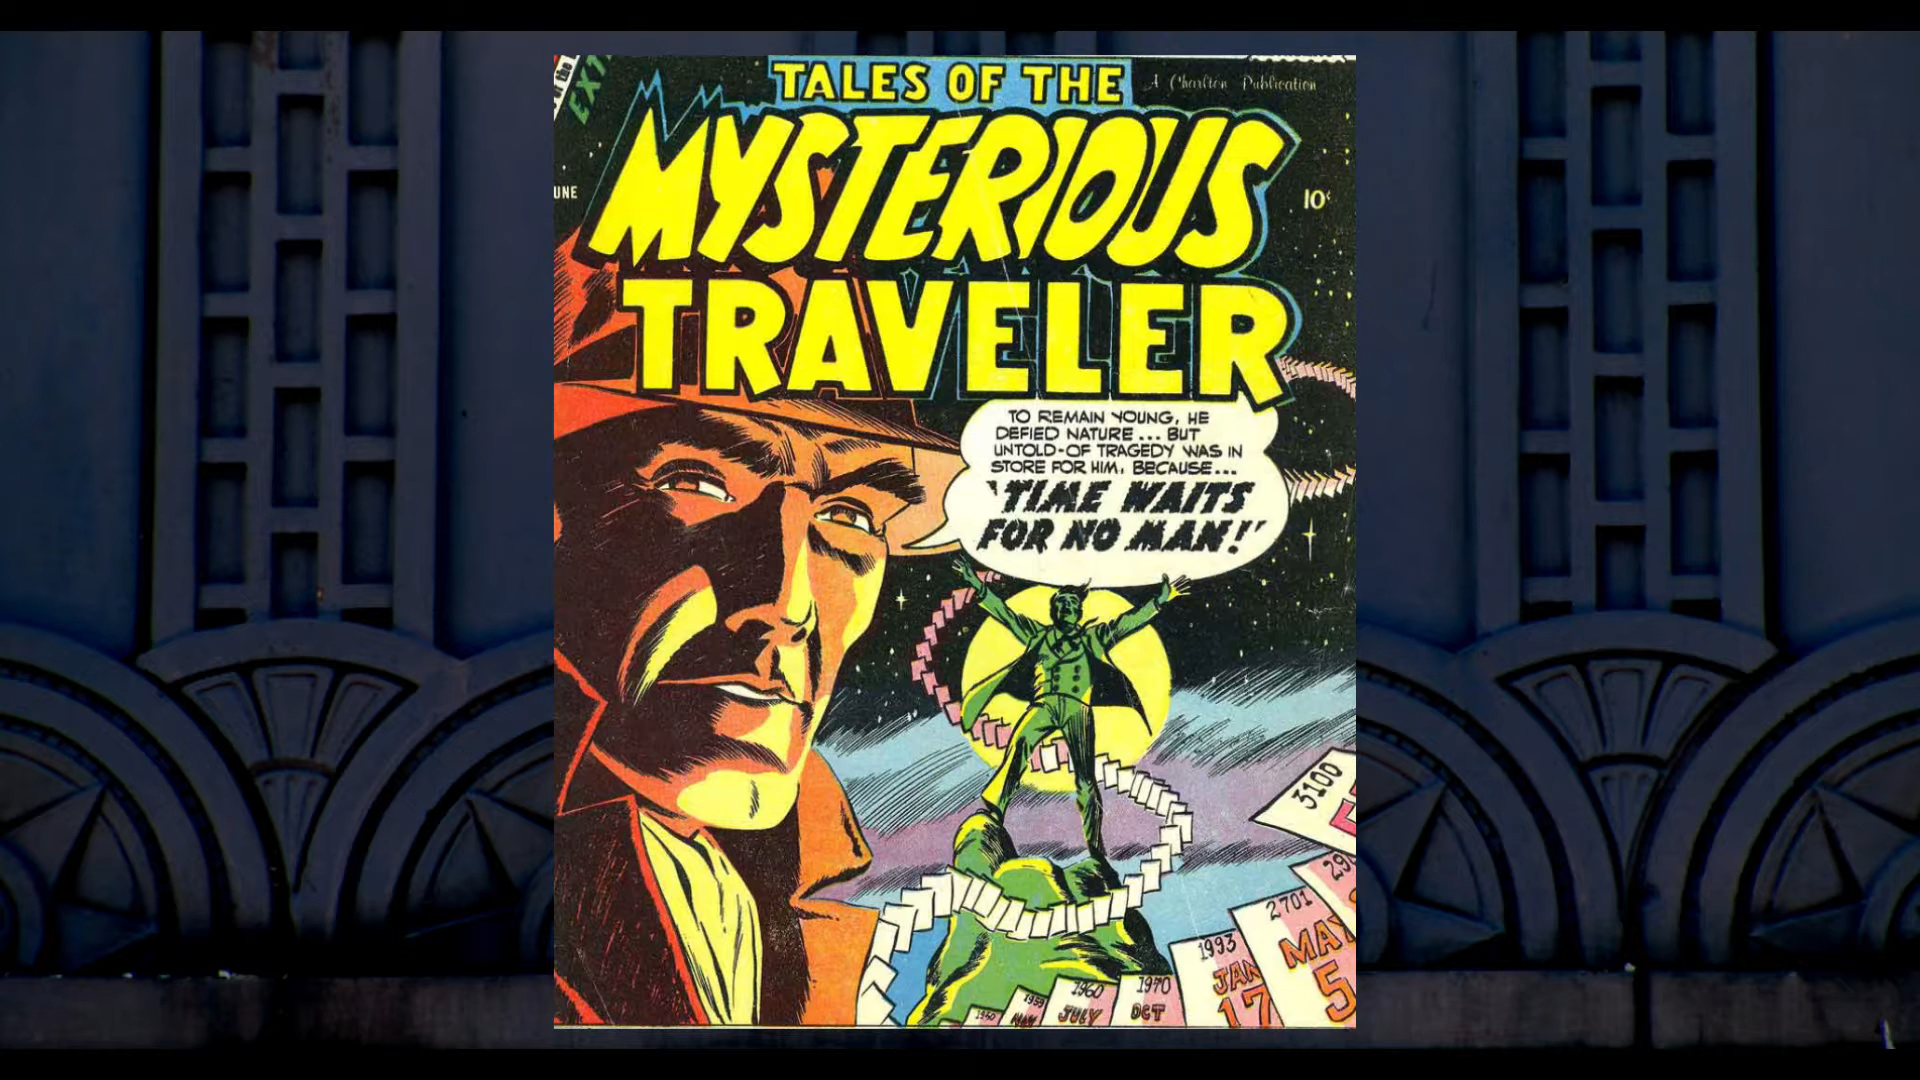 TALES OF THE
A Charlton Publication
MYSTERIOUS
10¢
TRAVELER
TO REMAIN YOUNG, HE
DEFIED NATURE... BUT
UNTOLD-OF TRAGEDY WAS IN
STORE FOR HIM, BECAUSE...
"TIME WAITS
FOR NO MAN!"
3100
2701
MAY
5
1993
JAN
17
1970
OCT
1960
JULY
1959
MAY